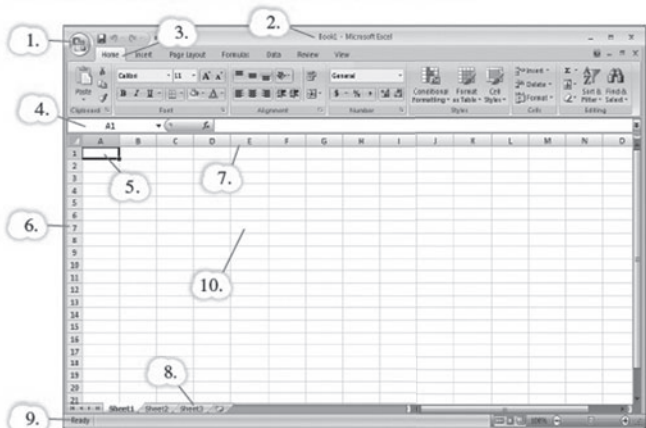 1.
2.
3.
Book1 - Microsoft Excel
Home Insert Page Layout Formulas Data Review View
Paste
Calibri 11 A A
General
Conditional Formatting Format as Table Cell Styles
Insert
Delete
Format
Sort & Filter Find & Select
B I U
$ % ,
Clipboard Font Alignment Number Styles Cells Editing
4.
A1 fx
A B C D E F G H I J K L M N O
1
2
3
4
5
6
7
8
9
10
11
12
13
14
15
16
17
18
19
20
21
5.
6.
7.
10.
8.
Sheet1 Sheet2 Sheet3
9.
Ready 100%